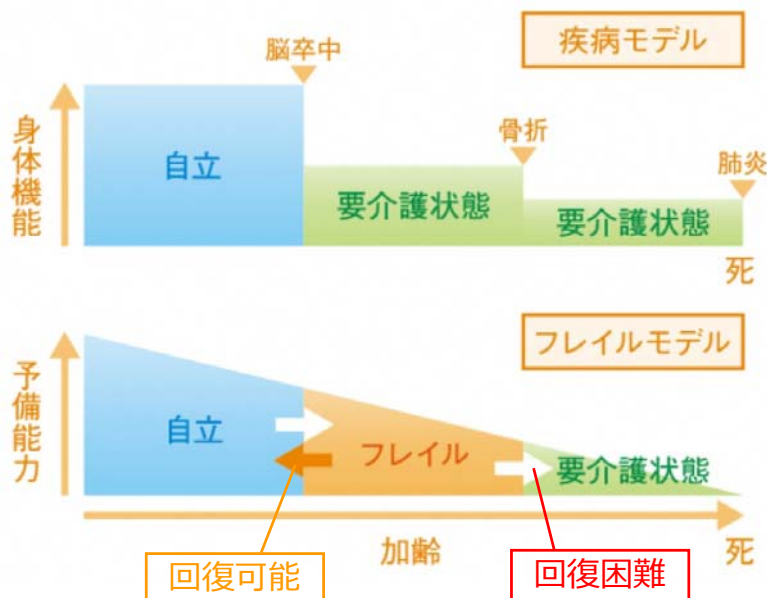 疾病モデル
脳卒中
身体機能
自立
骨折
要介護状態
肺炎
要介護状態
死
フレイルモデル
予備能力
自立
フレイル
要介護状態
加齢
死
回復可能
回復困難